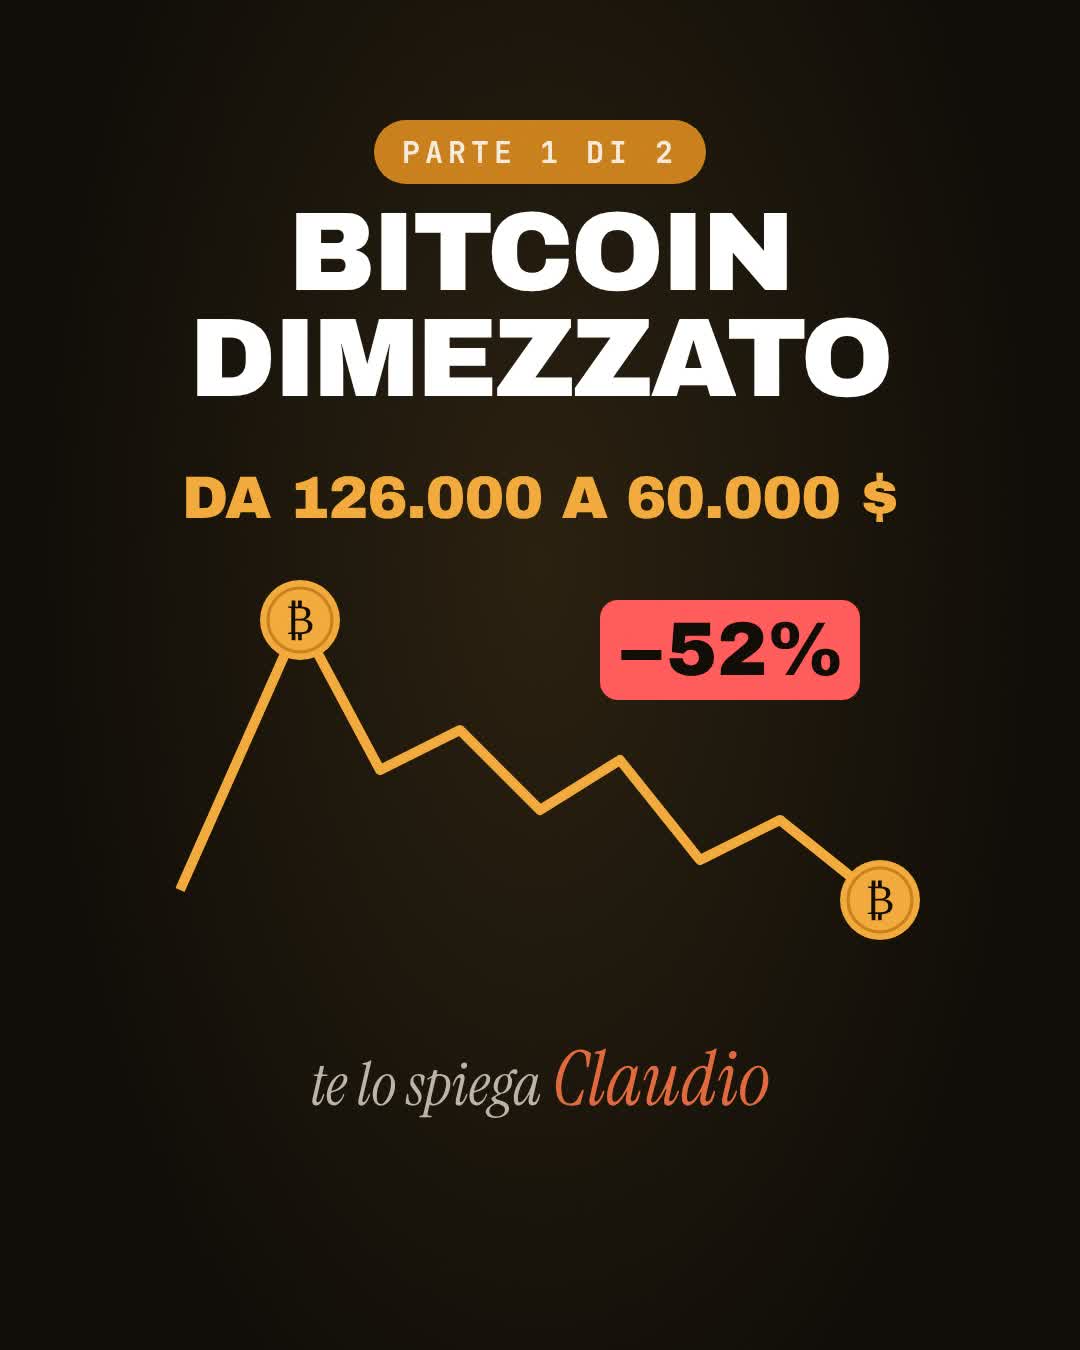 PARTE 1 DI 2
BITCOIN
DIMEZZATO
DA 126.000 A 60.000 $
₿
–52%
₿
te lo spiega Claudio